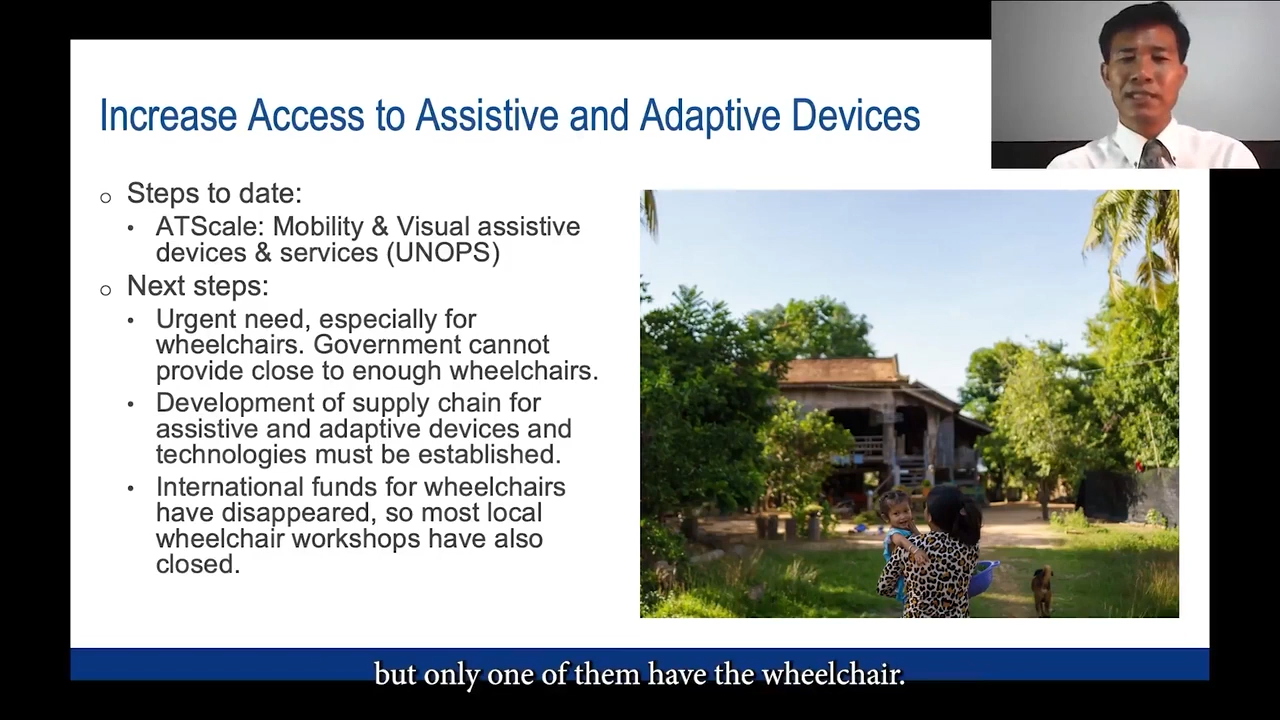 Increase Access to Assistive and Adaptive Devices
Steps to date:
ATScale: Mobility & Visual assistive
devices & services (UNOPS)
Next steps:
Urgent need, especially for
wheelchairs. Government cannot
provide close to enough wheelchairs.
Development of supply chain for
assistive and adaptive devices and
technologies must be established.
International funds for wheelchairs
have disappeared, so most local
wheelchair workshops have also
closed.
but only one of them have the wheelchair.